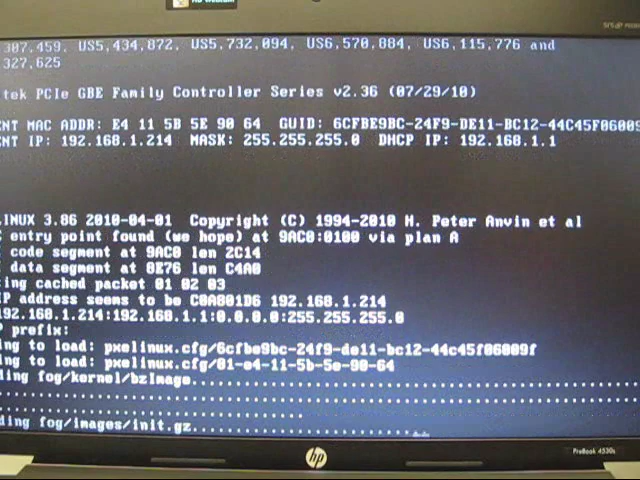 HD webcam
307,459, US5,434,872, US5,732,094, US6,570,884, US6,115,776 and
327,625
tek PCIe GBE Family Controller Series v2.36 (07/29/10)
ENT MAC ADDR: E4 11 5B 5E 90 64 GUID: 6CFBE9BC-24F9-DE11-BC12-44C45F06009
ENT IP: 192.168.1.214 MASK: 255.255.255.0 DHCP IP: 192.168.1.1
LINUX 3.86 2010-04-01 Copyright (C) 1994-2010 H. Peter Anvin et al
entry point found (we hope) at 9AC0:0100 via plan A
code segment at 9AC0 len 2C14
data segment at 8E76 len C4A0
ing cached packet 01 02 03
IP address seems to be C0A801D6 192.168.1.214
192.168.1.214:192.168.1.1:0.0.0.0:255.255.255.0
P prefix:
ing to load: pxelinux.cfg/6cfbe9bc-24f9-de11-bc12-44c45f06009f
ing to load: pxelinux.cfg/01-e4-11-5b-5e-90-64
ding fog/kernel/bzImage................................................
................................................................
........................................
ding fog/images/init.gz...................................
hp
ProBook 4530s